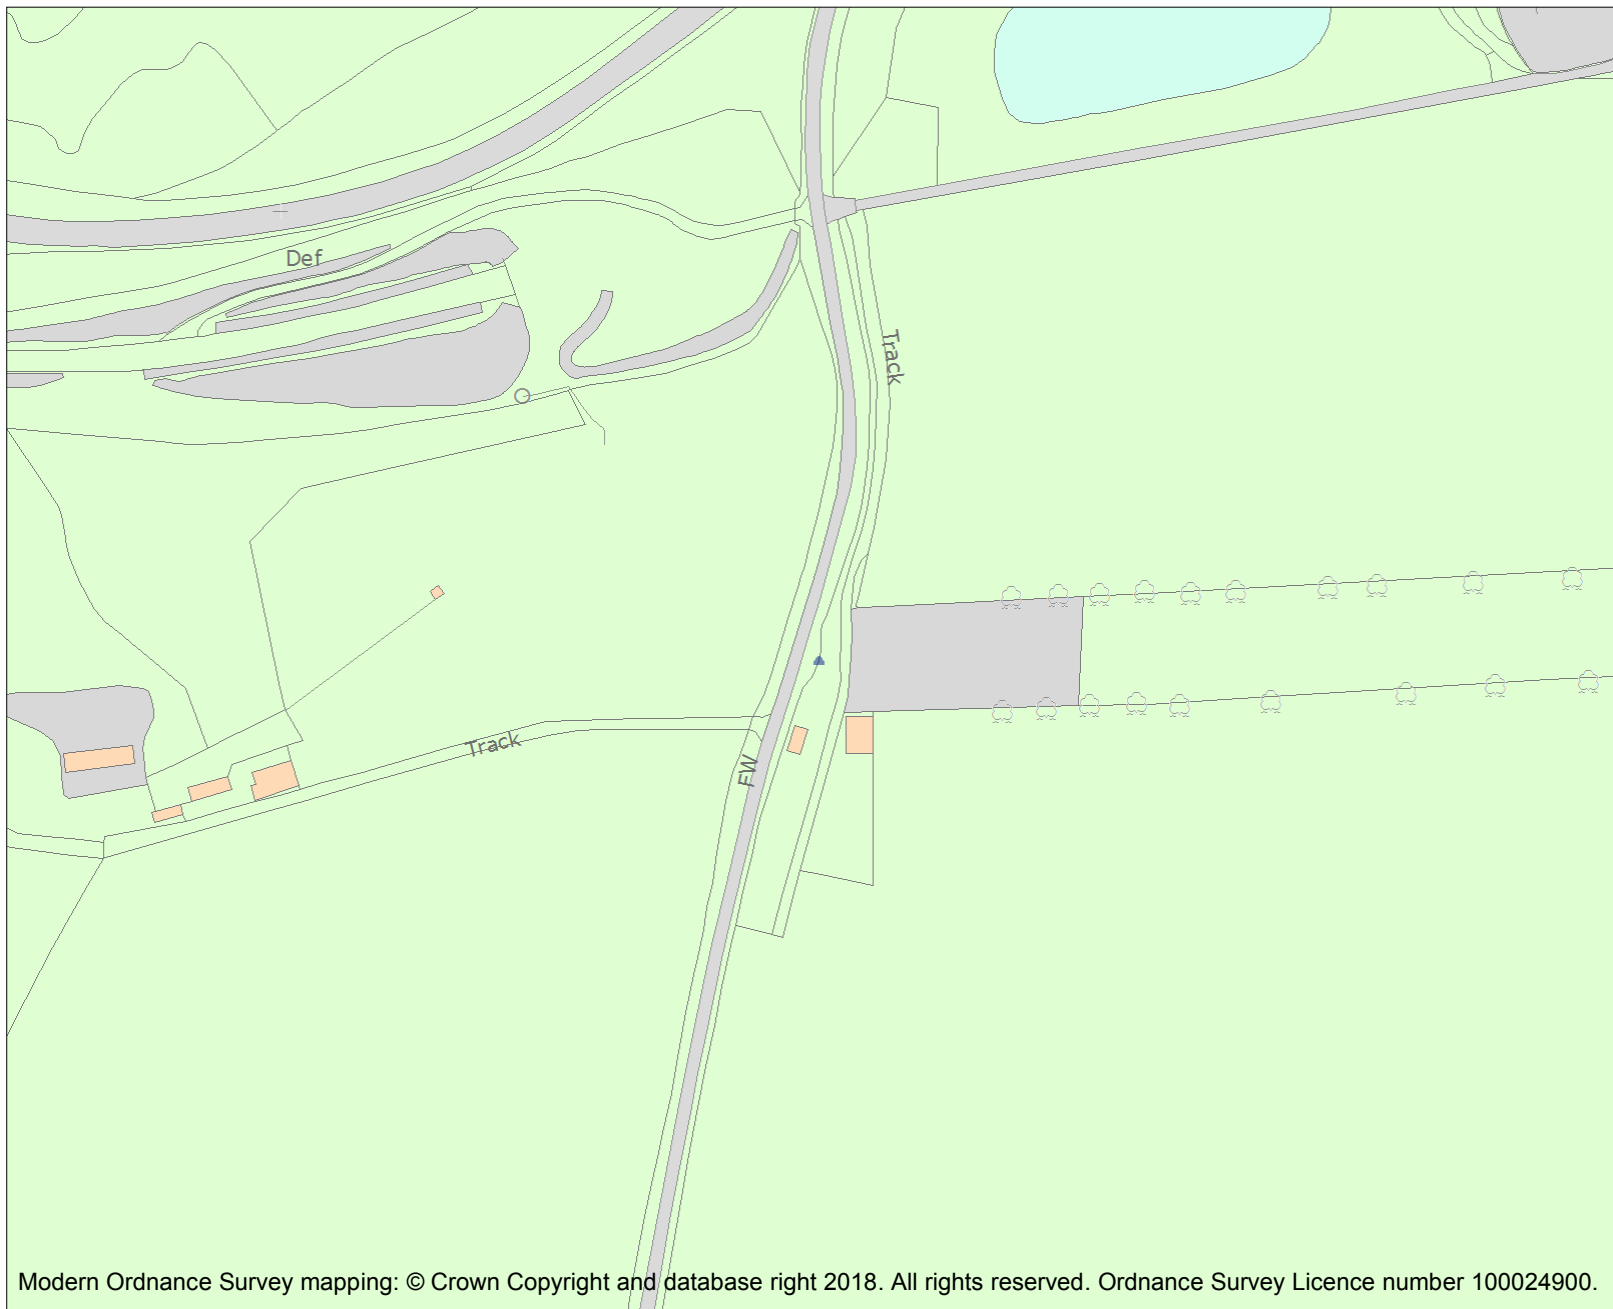 Def
Track
Track
FW
Modern Ordnance Survey mapping: © Crown Copyright and database right 2018. All rights reserved. Ordnance Survey Licence number 100024900.